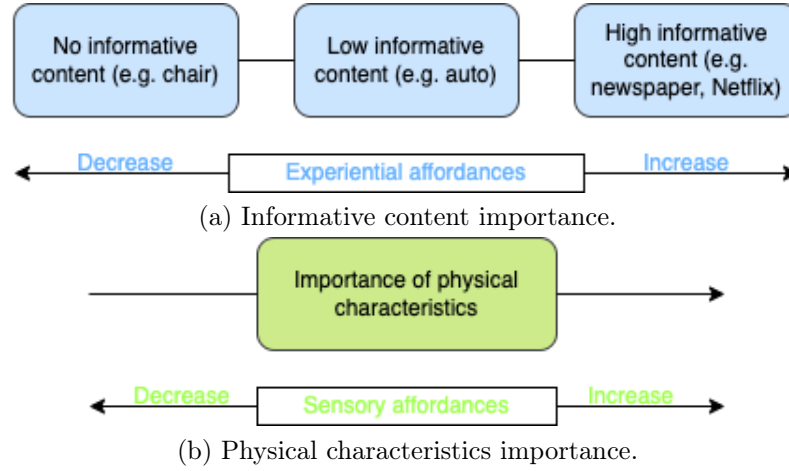 No informative
content (e.g. chair)
Low informative
content (e.g. auto)
High informative
content (e.g.
newspaper, Netflix)
Decrease
Experiential affordances
Increase
(a) Informative content importance.
Importance of physical
characteristics
Decrease
Sensory affordances
Increase
(b) Physical characteristics importance.